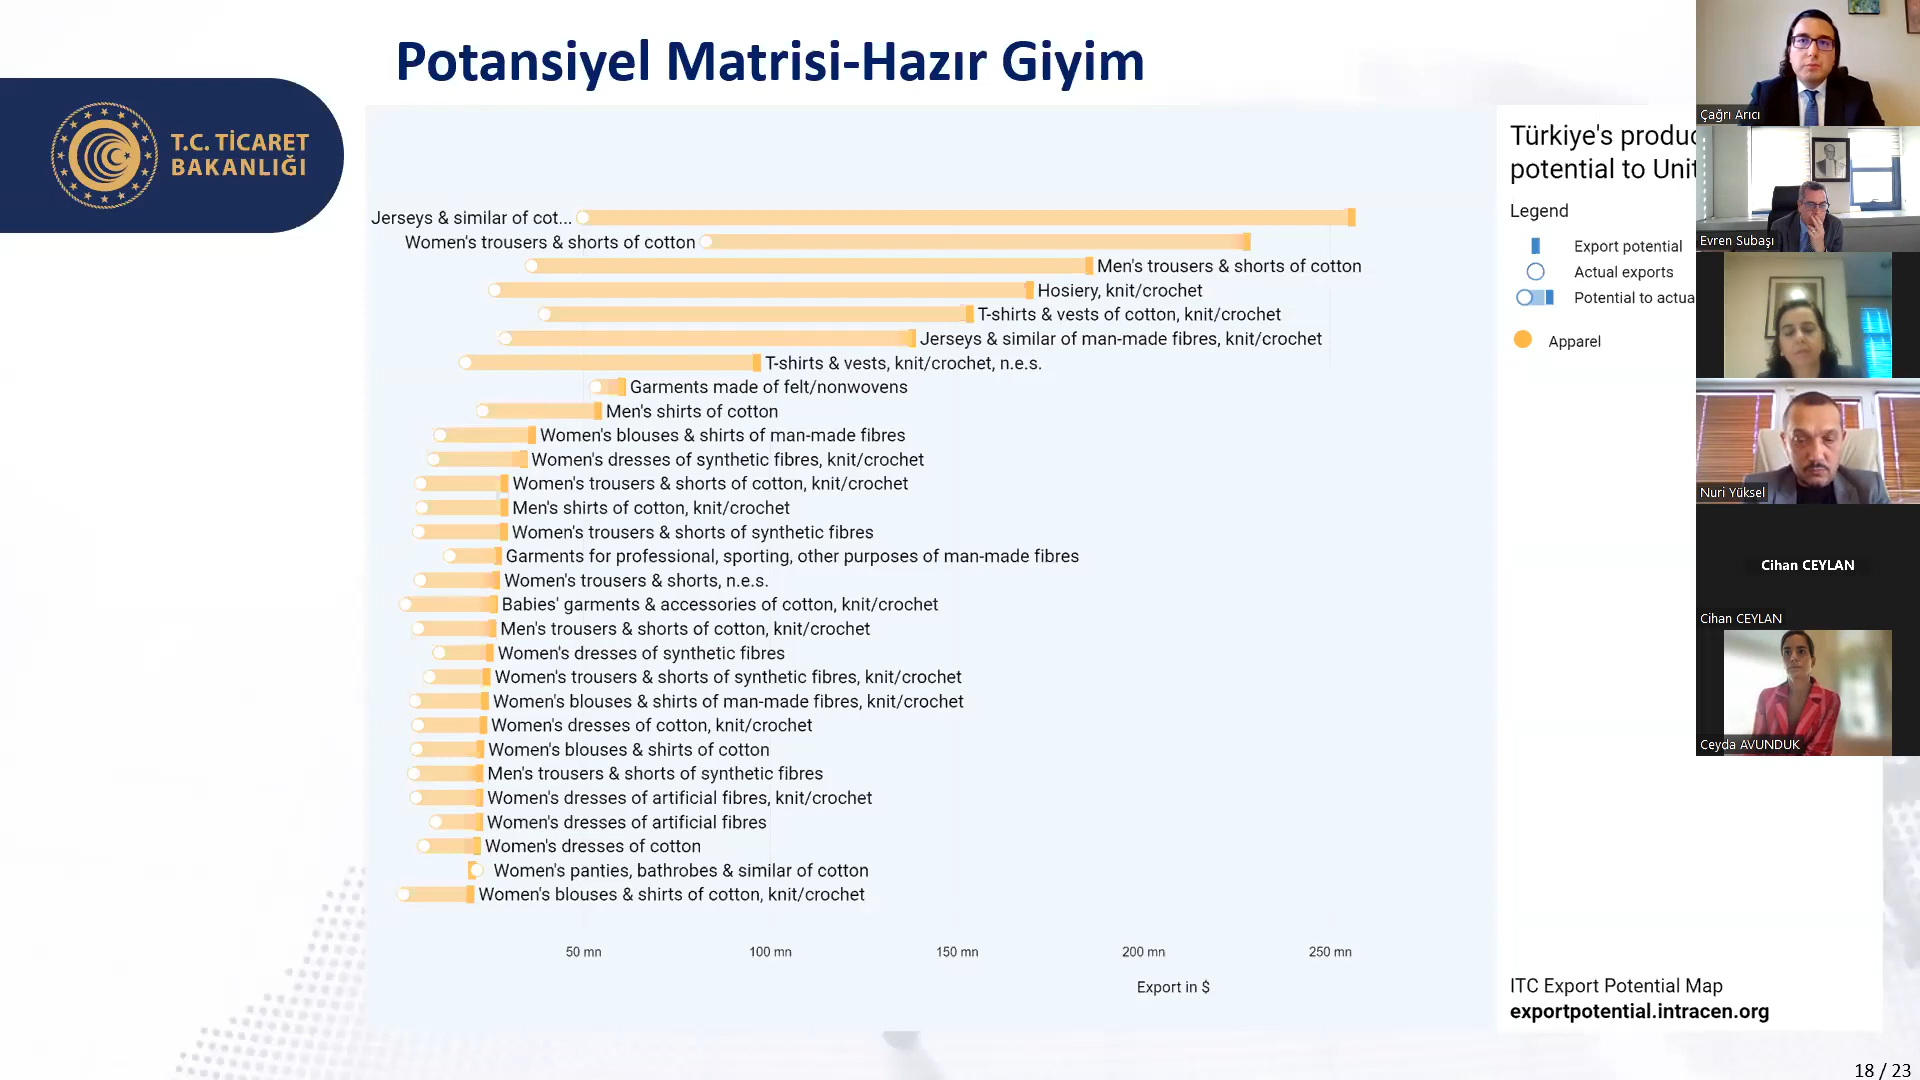 Potansiyel Matrisi-Hazır Giyim
T.C. TİCARET
BAKANLIĞI
Jerseys & similar of cot...
Women's trousers & shorts of cotton
Men's trousers & shorts of cotton
Hosiery, knit/crochet
T-shirts & vests of cotton, knit/crochet
Jerseys & similar of man-made fibres, knit/crochet
T-shirts & vests, knit/crochet, n.e.s.
Garments made of felt/nonwovens
Men's shirts of cotton
Women's blouses & shirts of man-made fibres
Women's dresses of synthetic fibres, knit/crochet
Women's trousers & shorts of cotton, knit/crochet
Men's shirts of cotton, knit/crochet
Women's trousers & shorts of synthetic fibres
Garments for professional, sporting, other purposes of man-made fibres
Women's trousers & shorts, n.e.s.
Babies' garments & accessories of cotton, knit/crochet
Men's trousers & shorts of cotton, knit/crochet
Women's dresses of synthetic fibres
Women's trousers & shorts of synthetic fibres, knit/crochet
Women's blouses & shirts of man-made fibres, knit/crochet
Women's dresses of cotton, knit/crochet
Women's blouses & shirts of cotton
Men's trousers & shorts of synthetic fibres
Women's dresses of artificial fibres, knit/crochet
Women's dresses of artificial fibres
Women's dresses of cotton
Women's panties, bathrobes & similar of cotton
Women's blouses & shirts of cotton, knit/crochet
50 mn 100 mn 150 mn 200 mn 250 mn
Export in $
Türkiye's produc
potential to Unit
Legend
Export potential
Actual exports
Potential to actua
Apparel
ITC Export Potential Map
exportpotential.intracen.org
Çağrı Arıcı
Evren Subaşı
Nuri Yüksel
Cihan CEYLAN
Cihan CEYLAN
Ceyda AVUNDUK
18 / 23